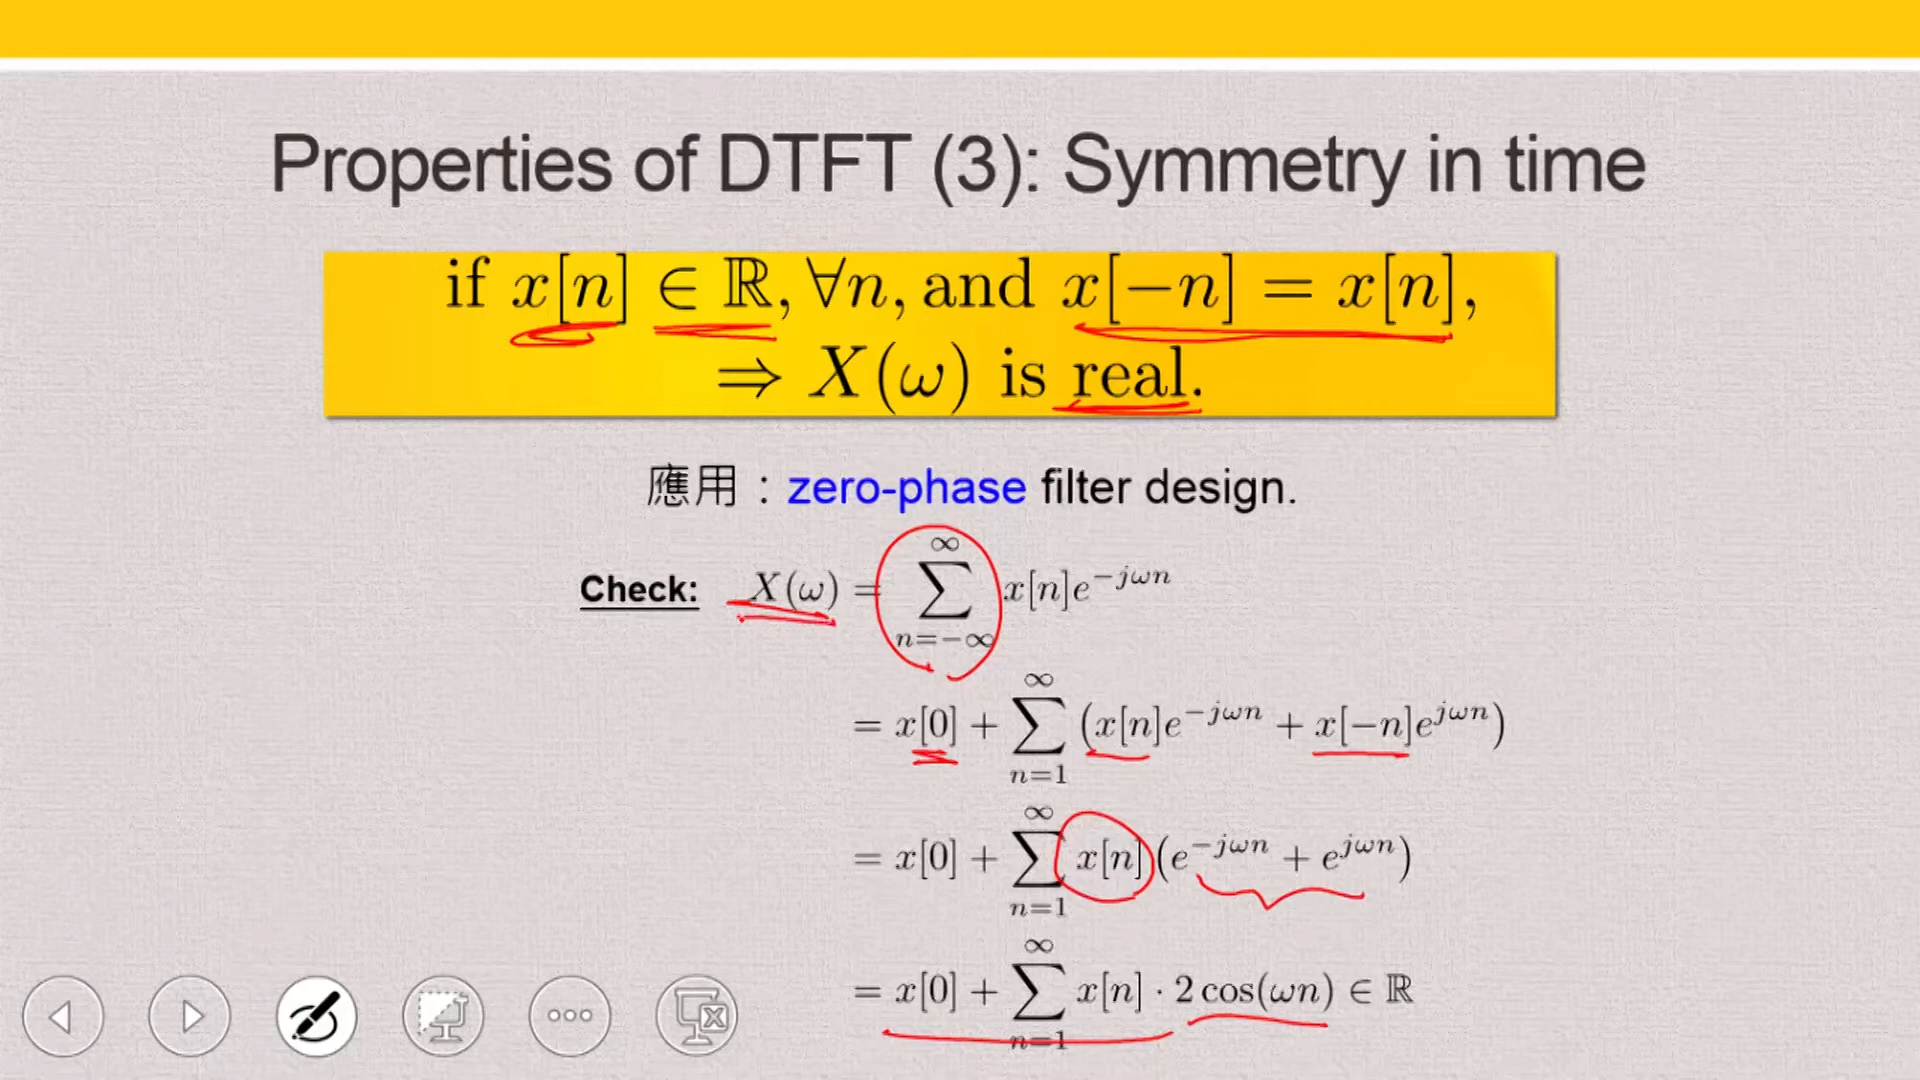 Properties of DTFT (3): Symmetry in time
if x[n] ∈ ℝ, ∀n, and x[−n] = x[n],
⇒ X(ω) is real.
應用：zero-phase filter design.
Check: X(ω) = ∑_{n=−∞}^{∞} x[n]e^{−jωn}
= x[0] + ∑_{n=1}^{∞} (x[n]e^{−jωn} + x[−n]e^{jωn})
= x[0] + ∑_{n=1}^{∞} x[n] (e^{−jωn} + e^{jωn})
= x[0] + ∑_{n=1}^{∞} x[n] · 2 cos(ωn) ∈ ℝ